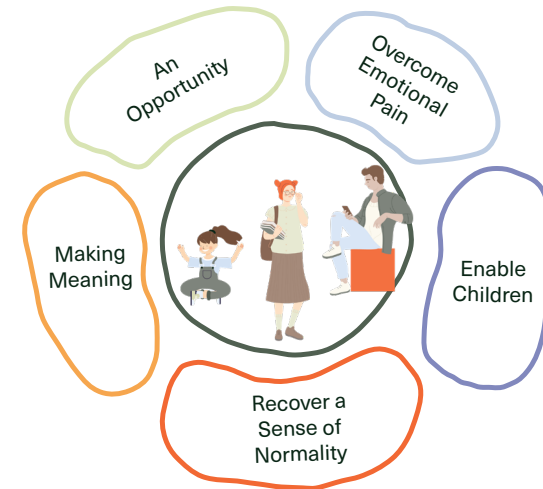 An
Opportunity
Overcome
Emotional
Pain
Making
Meaning
Enable
Children
Recover a
Sense of
Normality